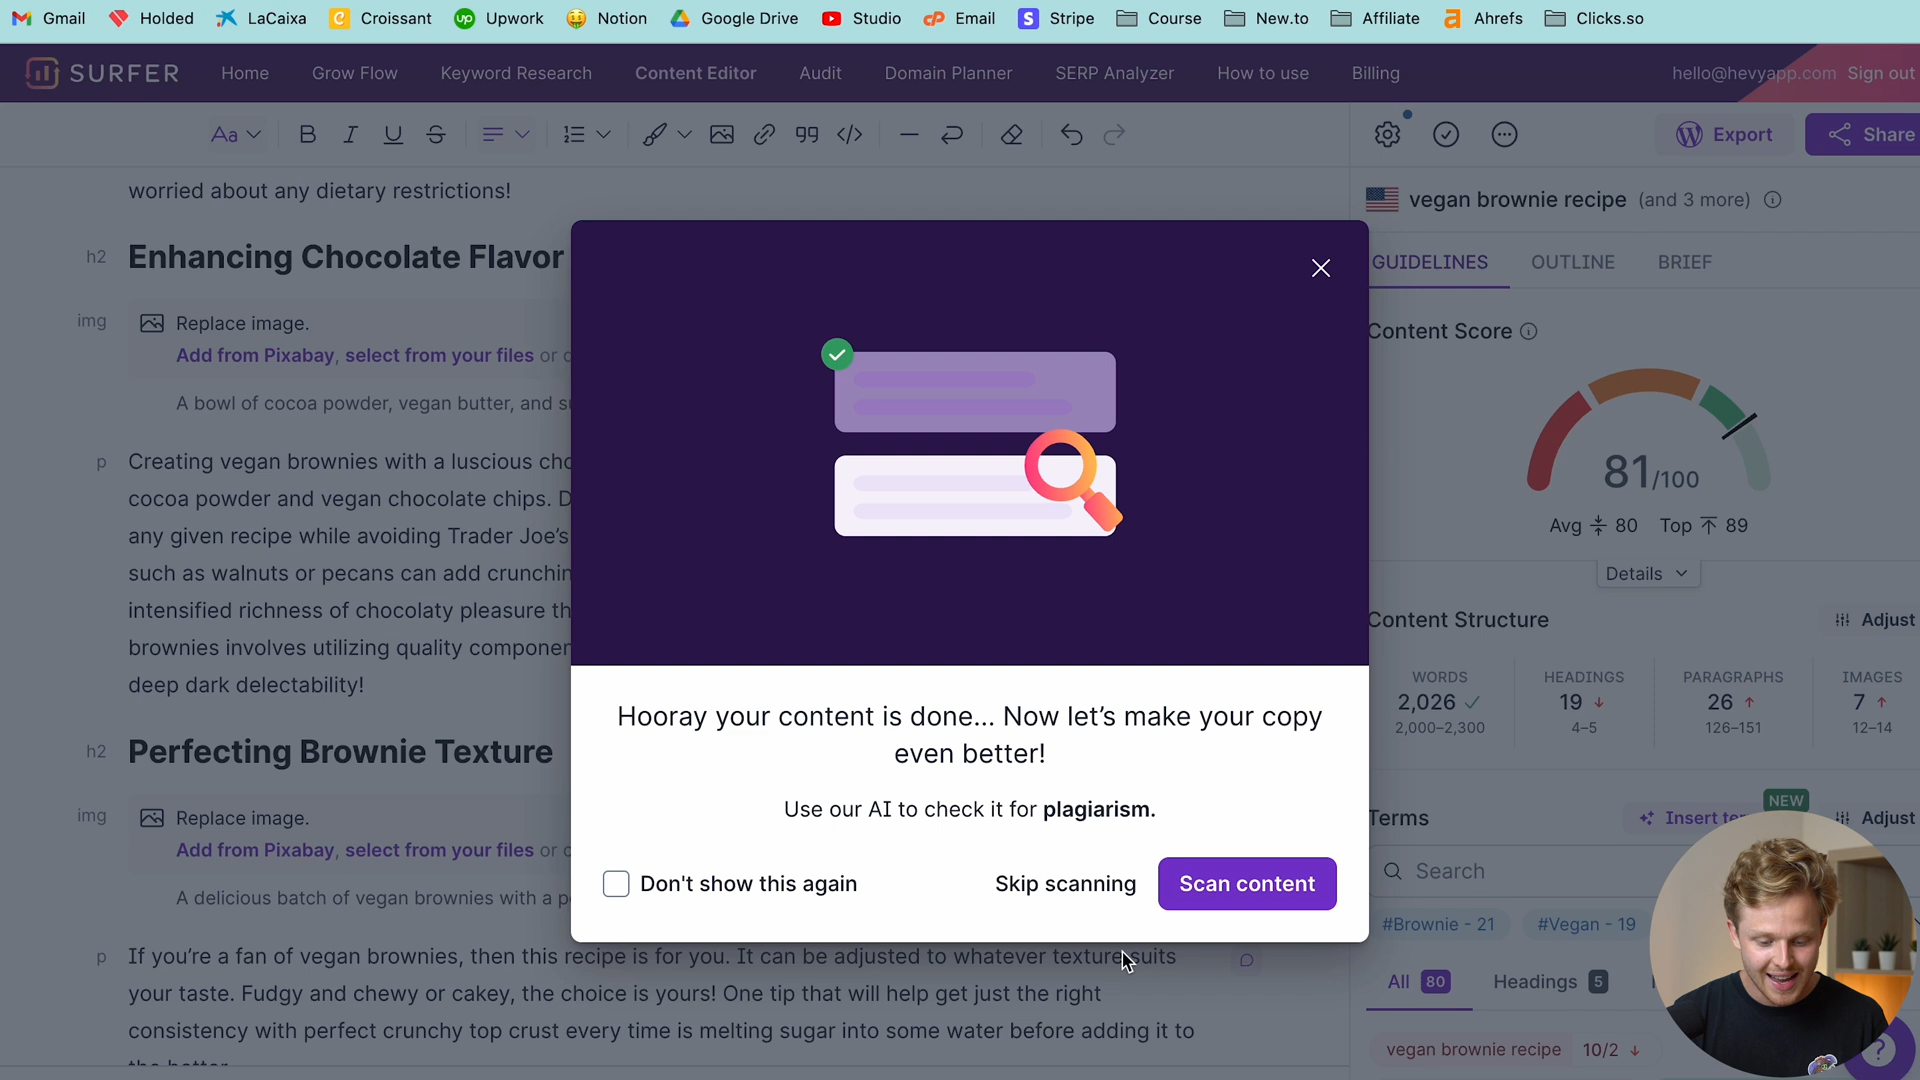 Gmail Holded LaCaixa Croissant Upwork Notion Google Drive Studio Email Stripe Course New.to Affiliate Ahrefs Clicks.so
SURFER Home Grow Flow Keyword Research Content Editor Audit Domain Planner SERP Analyzer How to use Billing hello@hevyapp.com Sign out
Aa Export Share
worried about any dietary restrictions!
h2 Enhancing Chocolate Flavor
img Replace image.
Add from Pixabay, select from your files or
A bowl of cocoa powder, vegan butter, and
p Creating vegan brownies with a luscious
cocoa powder and vegan chocolate chips.
any given recipe while avoiding Trader Joe's
such as walnuts or pecans can add
intensified richness of chocolaty pleasure
brownies involves utilizing quality
deep dark delectability!
h2 Perfecting Brownie Texture
img Replace image.
Add from Pixabay, select from your files or
A delicious batch of vegan brownies with a
p If you're a fan of vegan brownies, then this recipe is for you. It can be adjusted to whatever texture suits
your taste. Fudgy and chewy or cakey, the choice is yours! One tip that will help get just the right
consistency with perfect crunchy top crust every time is melting sugar into some water before adding it to
Hooray your content is done... Now let's make your copy
even better!
Use our AI to check it for plagiarism.
Don't show this again Skip scanning Scan content
vegan brownie recipe (and 3 more)
GUIDELINES OUTLINE BRIEF
Content Score
81/100
Avg 80 Top 89
Details
Content Structure Adjust
WORDS HEADINGS PARAGRAPHS IMAGES
2,026 19 26 7
2,000–2,300 4–5 126–151 12–14
NEW
Terms Insert Adjust
Search
#Brownie - 21 #Vegan - 19
All 80 Headings 5
vegan brownie recipe 10/2
?